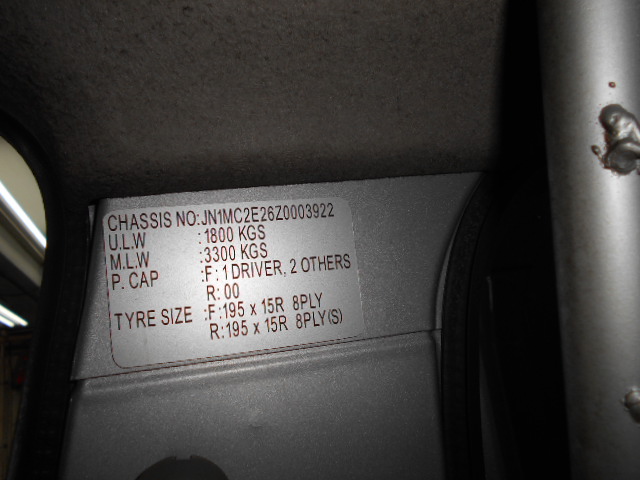 CHASSIS NO:JN1MC2E26Z0003922
U.L.W :1800 KGS
M.L.W :3300 KGS
P. CAP :F:1 DRIVER, 2 OTHERS
R:00
TYRE SIZE :F:195 x 15R 8PLY
R:195 x 15R 8PLY(S)